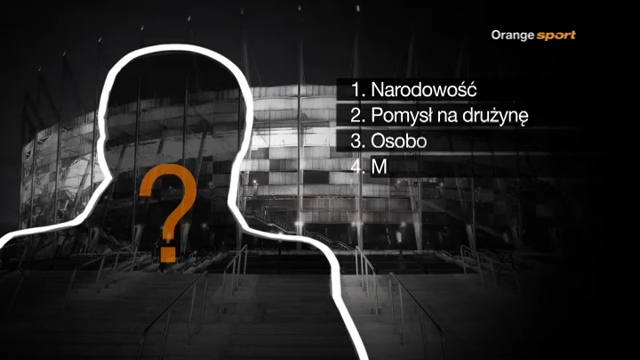 Orange sport
1. Narodowość
2. Pomysł na drużynę
3. Osobo
4. M
?